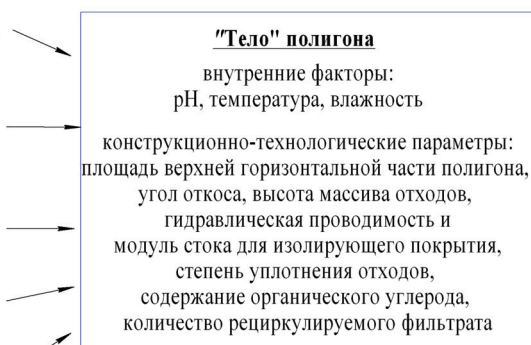 "Тело" полигона
внутренние факторы:
pH, температура, влажность
конструкционно-технологические параметры:
площадь верхней горизонтальной части полигона,
угол откоса, высота массива отходов,
гидравлическая проводимость и
модуль стока для изолирующего покрытия,
степень уплотнения отходов,
содержание органического углерода,
количество рециркулируемого фильтрата